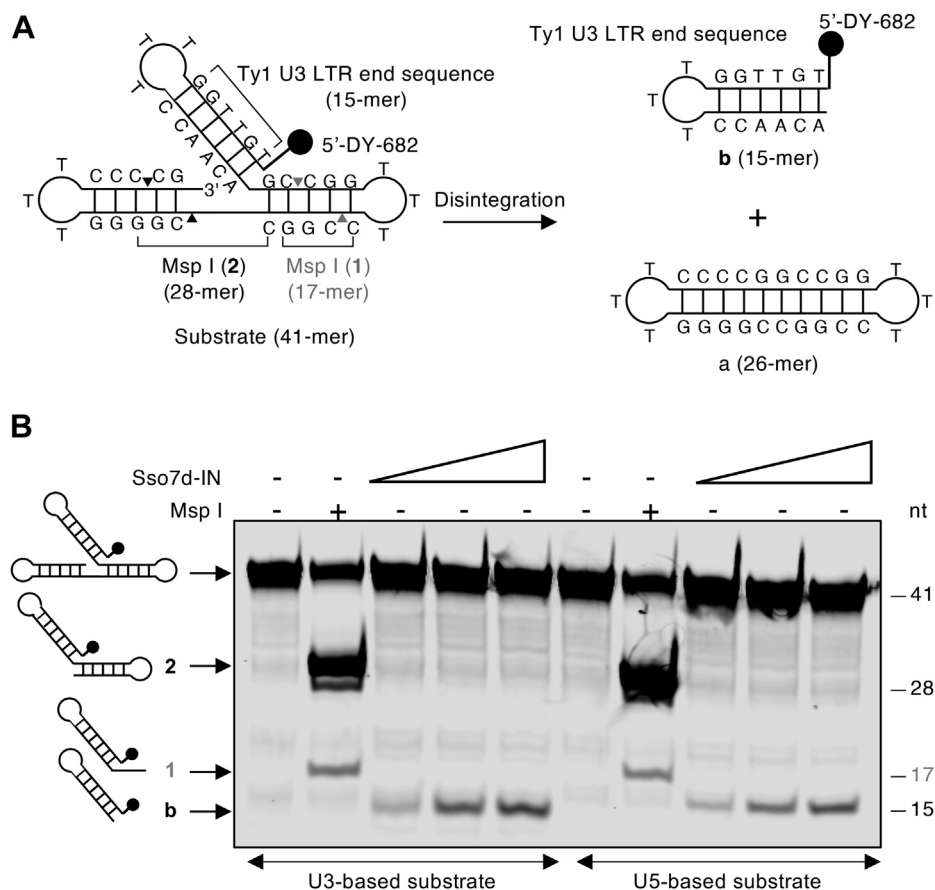 A
T
T
T
G G T T G T
C C A A C A
Ty1 U3 LTR end sequence
(15-mer)
5'-DY-682
T
T
T
C C C C G
G G G G C
3'
G C C G G
C G G C C
T
T
T
Msp I (2)
(28-mer)
Msp I (1)
(17-mer)
Substrate (41-mer)
Disintegration
5'-DY-682
Ty1 U3 LTR end sequence
T
T
T
G G T T G T
C C A A C A
b (15-mer)
+
T
T
T
C C C C G G C C G G
G G G G C C G G C C
T
T
T
a (26-mer)
B
Sso7d-IN - - - -
Msp I - + - - - - + - - - nt
41
2
28
1
17
b
15
U3-based substrate
U5-based substrate